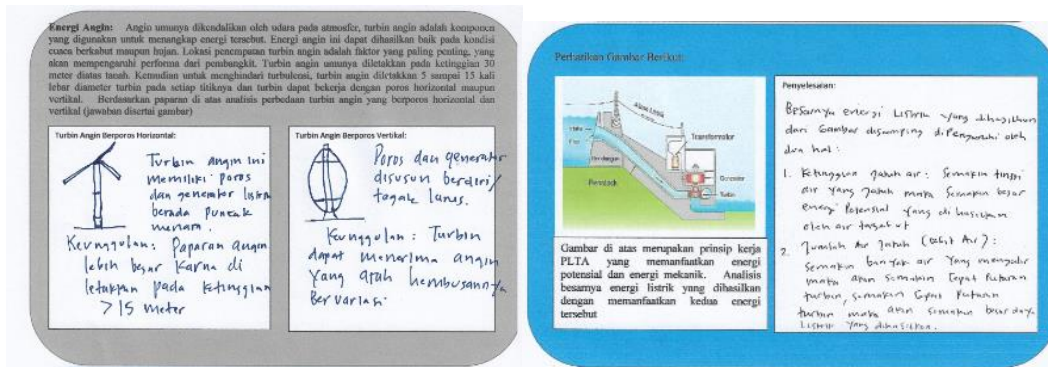 Energi Angin: Angin umunya dikendalikan oleh udara pada atmosfer, turbin angin adalah komponen
yang digunakan untuk menangkap energi tersebut. Energi angin ini dapat dihasilkan baik pada kondisi
cuaca berkabut maupun hujan. Lokasi penempatan turbin angin adalah faktor yang paling penting, yang
akan mempengaruhi performa dari pembangkit. Turbin angin umunya diletakkan pada ketinggian 30
meter diatas tanah. Kemudian untuk menghindari turbulensi, turbin angin diletakkan 5 sampai 15 kali
lebar diameter turbin pada setiap titiknya dan turbin dapat bekerja dengan poros horizontal maupun
vertikal. Berdasarkan paparan di atas analisis perbedaan turbin angin yang berporos horizontal dan
vertikal (jawaban disertai gambar)
Turbin Angin Berporos Horizontal:
Turbin angin ini
memiliki poros
dan generator listrik
berada puncak
menara.
Keunggulan: Paparan angin
lebih besar karna di
letakkan pada ketinggian
>15 meter
Turbin Angin Berporos Vertikal:
Poros dan generator
disusun berdiri/
tegak lurus.
Keunggulan: Turbin
dapat menerima angin
yang arah hembusannya
bervariasi
Perhatikan Gambar Berikut:
Transformator
Bendungan
Generator
Turbin
Penstock
Gambar di atas merupakan prinsip kerja
PLTA yang memanfaatkan energi
potensial dan energi mekanik. Analisis
besarnya energi listrik yang dihasilkan
dengan memanfaatkan kedua energi
tersebut
Penyelesaian:
Besarnya energi Listrik yang dihasilkan
dari Gambar disamping dipengaruhi oleh
dua hal:
1. Ketinggian Jatuh air: Semakin tinggi
air yang jatuh maka semakin besar
energi Potensial yang dihasilkan
oleh air tersebut
2. Jumlah Air Jatuh (debit Air):
Semakin banyak air yang mengalir
maka akan semakin cepat Putaran
turbin, semakin cepat Putaran
turbin maka akan semakin besar daya
Listrik yang dihasilkan.